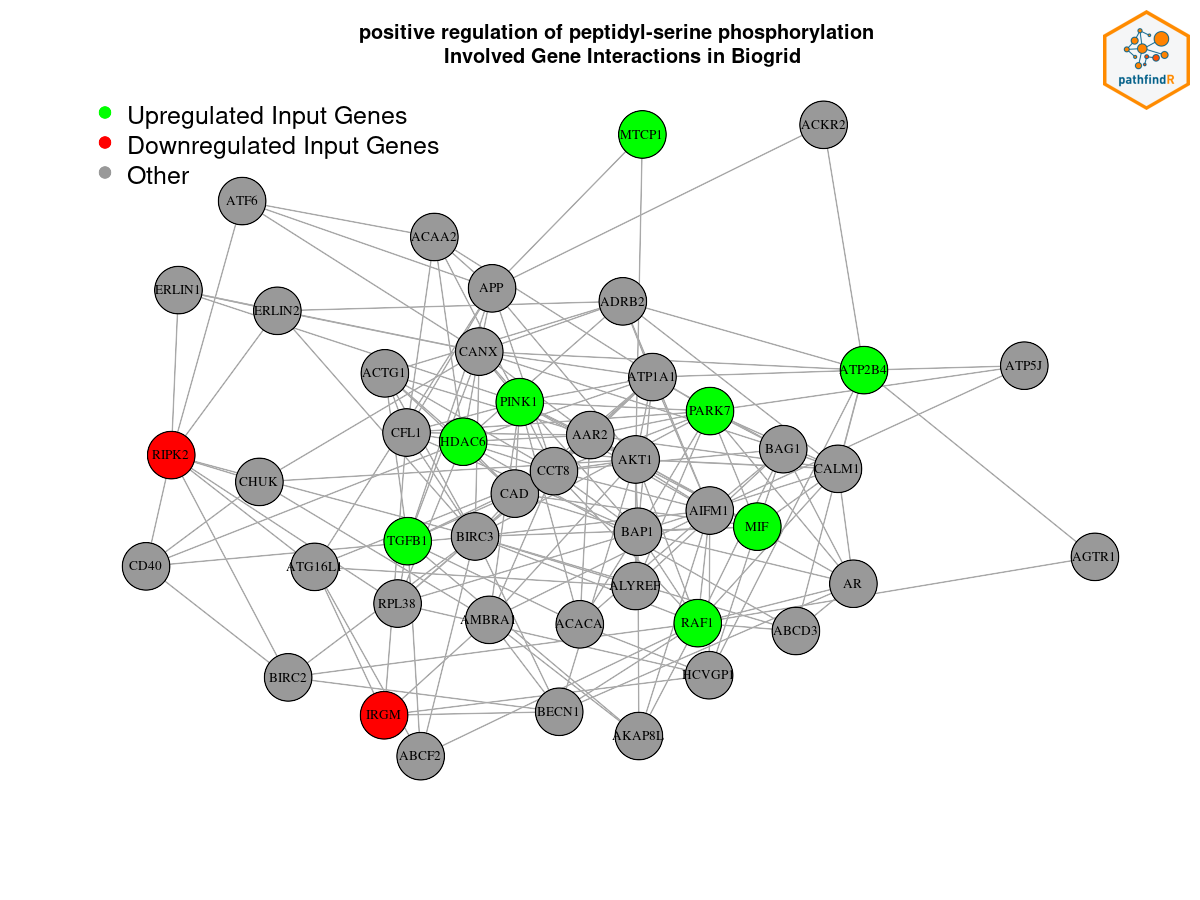 positive regulation of peptidyl-serine phosphorylation
Involved Gene Interactions in Biogrid
pathfindR
Upregulated Input Genes
Downregulated Input Genes
Other
MTCP1
ACKR2
ATF6
ACAA2
ERLIN1
APP
ERLIN2
ADRB2
CANX
ACTG1
ATP1A1
ATP2B4
ATP5J
PINK1
PARK7
CFL1
HDAC6
AAR2
BAG1
RIPK2
AKT1
CCT8
CALM1
CHUK
CAD
AIFM1
MIF
TGFB1
BIRC3
BAP1
AGTR1
CD40
ATG16L1
ALYREF
AR
RPL38
AMBRA1
ACACA
RAF1
ABCD3
BIRC2
HCVGP1
IRGM
BECN1
AKAP8L
ABCF2